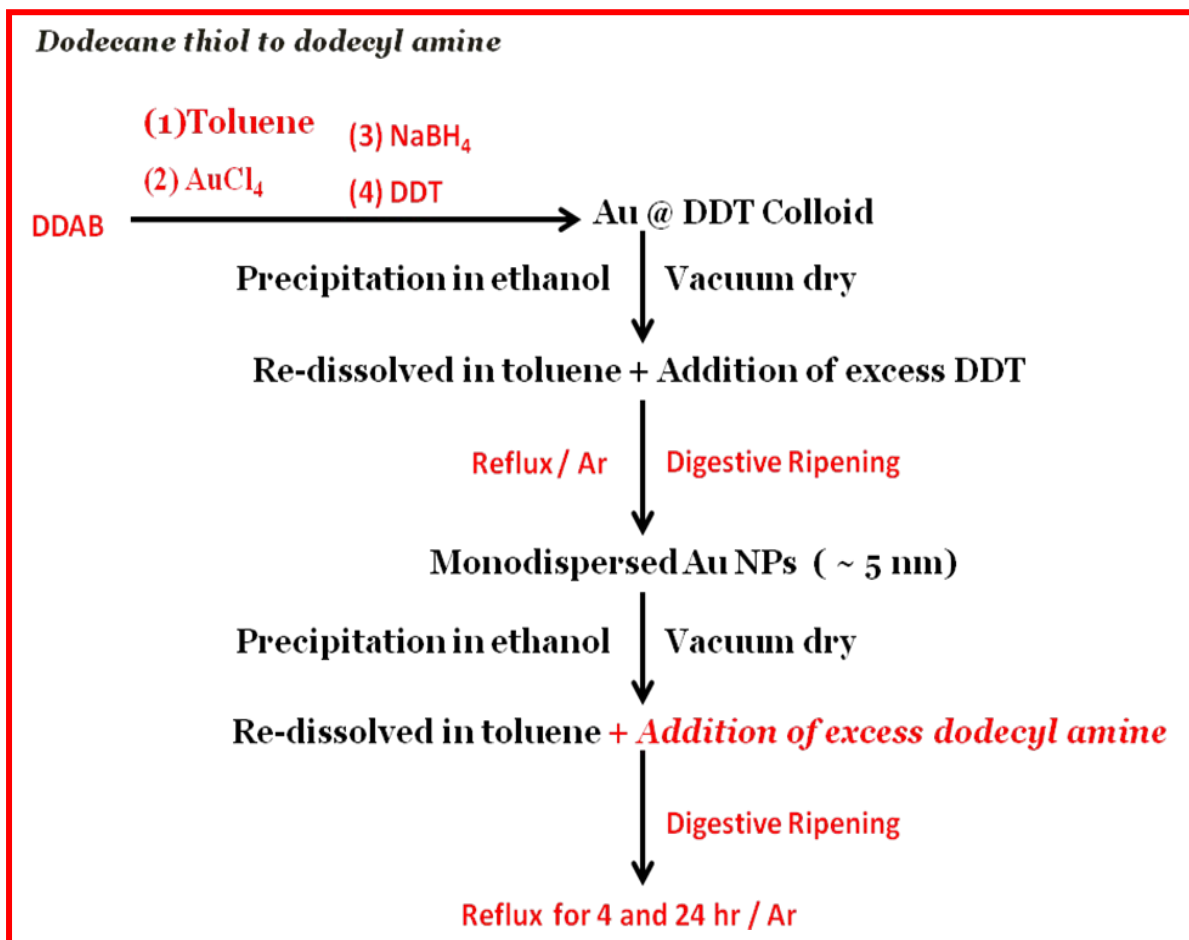 Dodecane thiol to dodecyl amine
(1)Toluene
(3) NaBH₄
(2) AuCl₄
(4) DDT
DDAB
Au @ DDT Colloid
Precipitation in ethanol
Vacuum dry
Re-dissolved in toluene + Addition of excess DDT
Reflux / Ar
Digestive Ripening
Monodispersed Au NPs ( ~ 5 nm)
Precipitation in ethanol
Vacuum dry
Re-dissolved in toluene + Addition of excess dodecyl amine
Digestive Ripening
Reflux for 4 and 24 hr / Ar